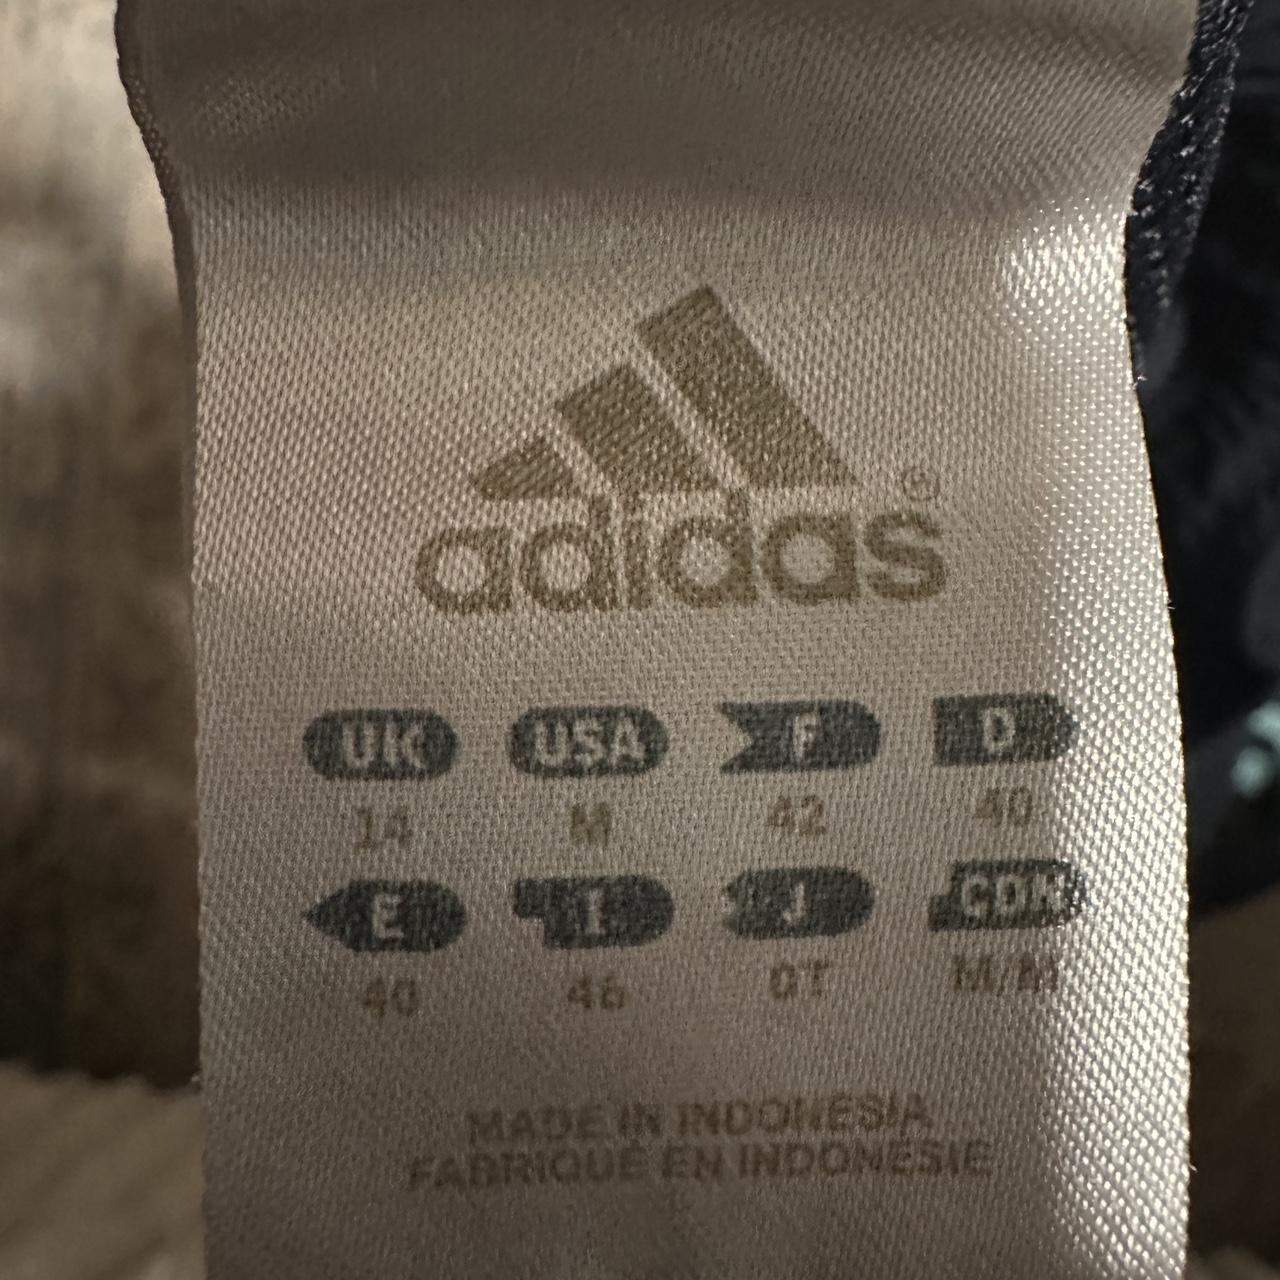 adidas®
UK USA F D
14 M 42 40
E I J CDN
40 46 OT M/M
MADE IN INDONESIA
FABRIQUÉ EN INDONÉSIE